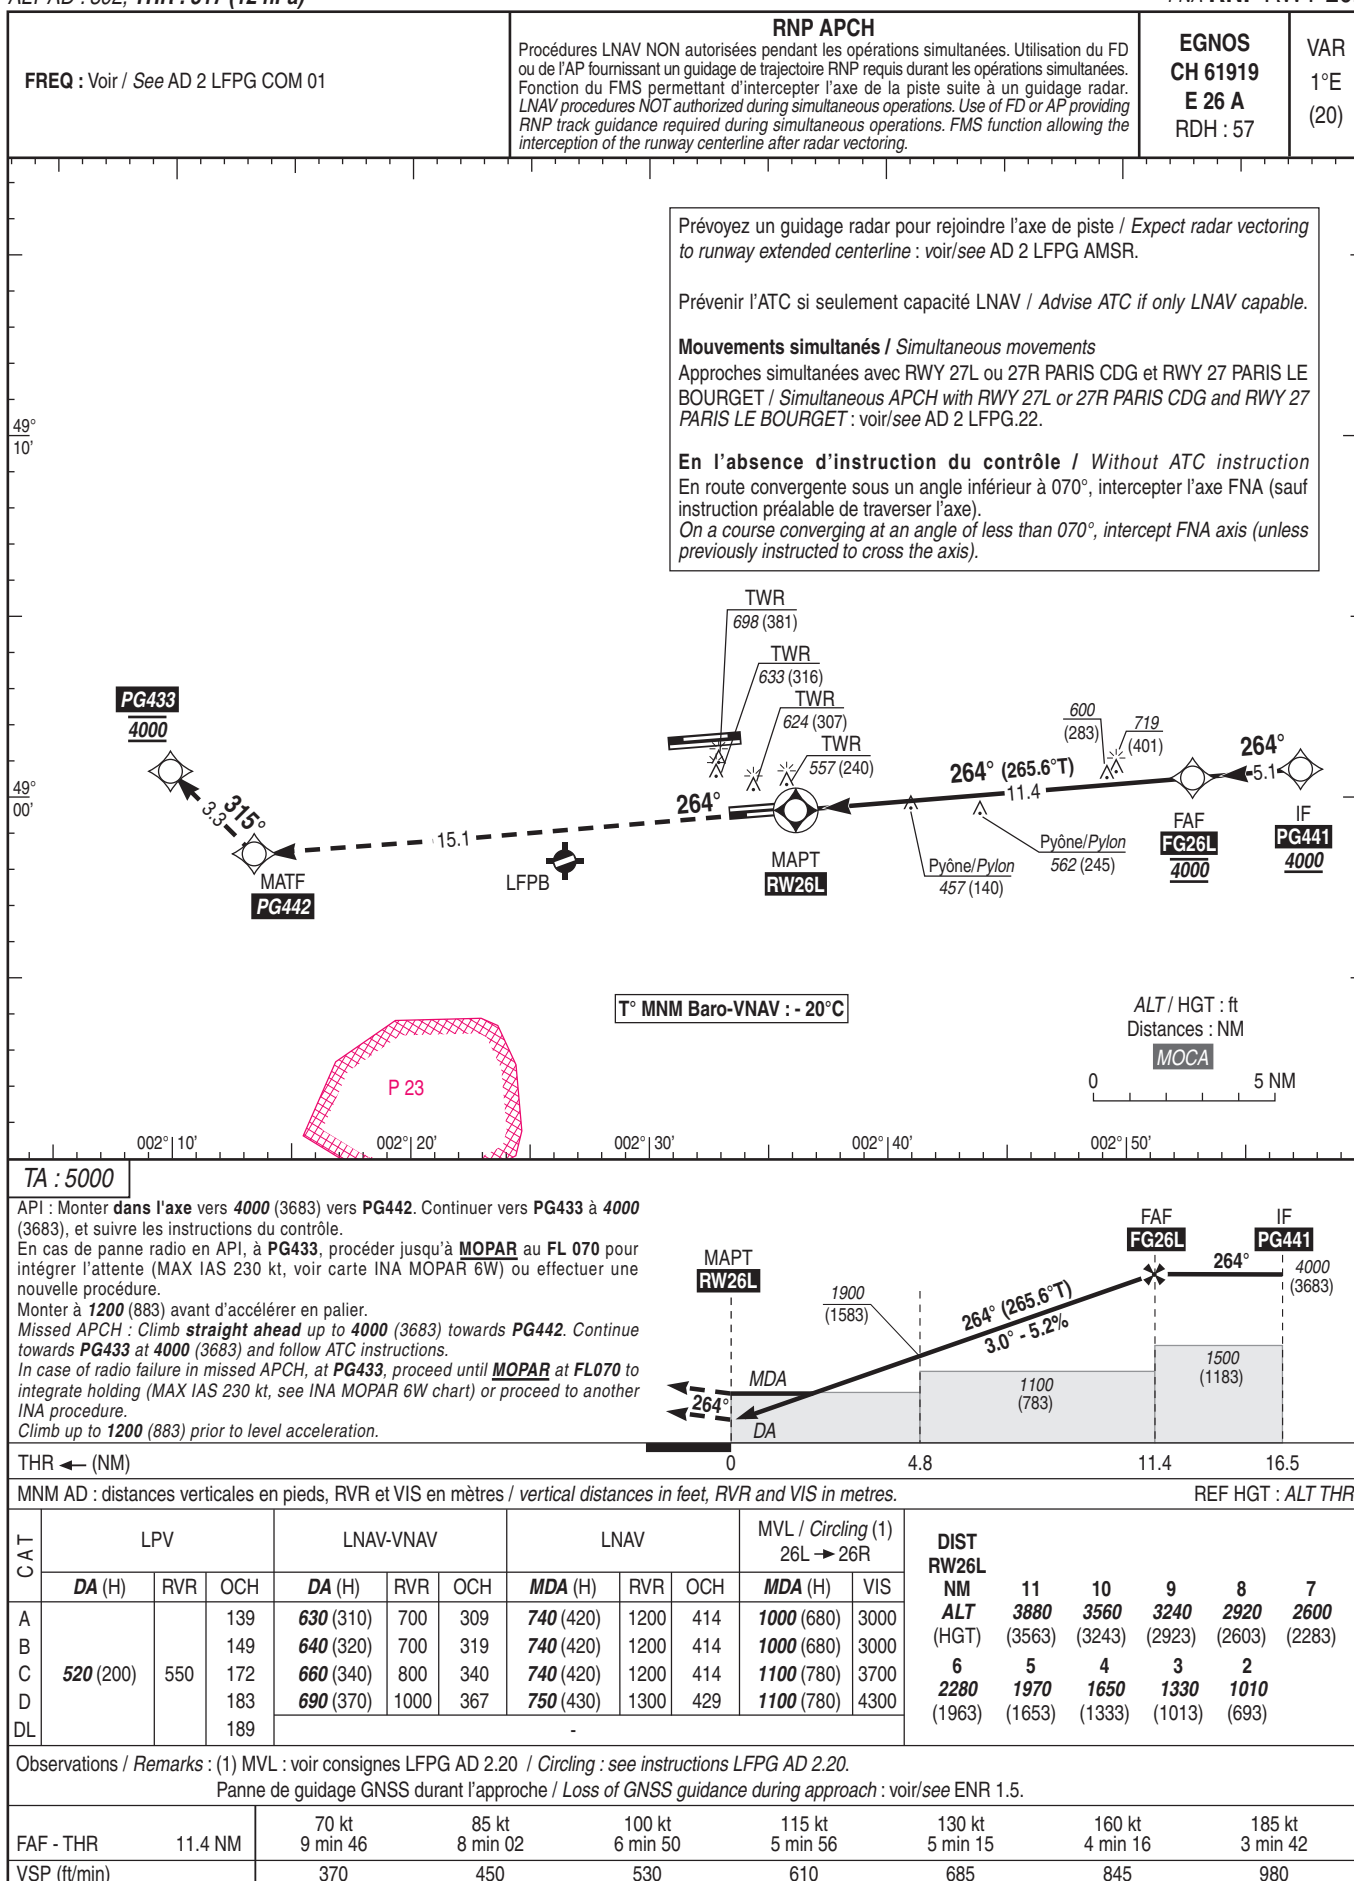 FREQ : Voir / See AD 2 LFPG COM 01
RNP APCH
Procédures LNAV NON autorisées pendant les opérations simultanées. Utilisation du FD
ou de l'AP fournissant un guidage de trajectoire RNP requis durant les opérations simultanées.
Fonction du FMS permettant d'intercepter l'axe de la piste suite à un guidage radar.
LNAV procedures NOT authorized during simultaneous operations. Use of FD or AP providing
RNP track guidance required during simultaneous operations. FMS function allowing the
interception of the runway centerline after radar vectoring.
EGNOS
CH 61919
E 26 A
RDH : 57
VAR
1°E
(20)
Prévoyez un guidage radar pour rejoindre l'axe de piste / Expect radar vectoring
to runway extended centerline : voir/see AD 2 LFPG AMSR.
Prévenir l'ATC si seulement capacité LNAV / Advise ATC if only LNAV capable.
Mouvements simultanés / Simultaneous movements
Approches simultanées avec RWY 27L ou 27R PARIS CDG et RWY 27 PARIS LE
BOURGET / Simultaneous APCH with RWY 27L or 27R PARIS CDG and RWY 27
PARIS LE BOURGET : voir/see AD 2 LFPG.22.
En l'absence d'instruction du contrôle / Without ATC instruction
En route convergente sous un angle inférieur à 070°, intercepter l'axe FNA (sauf
instruction préalable de traverser l'axe).
On a course converging at an angle of less than 070°, intercept FNA axis (unless
previously instructed to cross the axis).
49°
10'
TWR
698 (381)
TWR
633 (316)
TWR
624 (307)
TWR
557 (240)
600
(283)
719
(401)
PG433
4000
49°
00'
3.3
315°
MATF
PG442
15.1
LFPB
264°
MAPT
RW26L
264° (265.6°T)
11.4
Pyône/Pylon
457 (140)
Pyône/Pylon
562 (245)
FAF
FG26L
4000
264°
5.1
IF
PG441
4000
T° MNM Baro-VNAV : - 20°C
ALT / HGT : ft
Distances : NM
MOCA
0 5 NM
P 23
002° 10' 002° 20' 002° 30' 002° 40' 002° 50'
TA : 5000
API : Monter dans l'axe vers 4000 (3683) vers PG442. Continuer vers PG433 à 4000
(3683), et suivre les instructions du contrôle.
En cas de panne radio en API, à PG433, procéder jusqu'à MOPAR au FL 070 pour
intégrer l'attente (MAX IAS 230 kt, voir carte INA MOPAR 6W) ou effectuer une
nouvelle procédure.
Monter à 1200 (883) avant d'accélérer en palier.
Missed APCH : Climb straight ahead up to 4000 (3683) towards PG442. Continue
towards PG433 at 4000 (3683) and follow ATC instructions.
In case of radio failure in missed APCH, at PG433, proceed until MOPAR at FL070 to
integrate holding (MAX IAS 230 kt, see INA MOPAR 6W chart) or proceed to another
INA procedure.
Climb up to 1200 (883) prior to level acceleration.
MAPT
RW26L
MDA
264°
DA
1900
(1583)
264° (265.6°T)
3.0° - 5.2%
1100
(783)
FAF
FG26L
264°
1500
(1183)
IF
PG441
4000
(3683)
THR ← (NM) 0 4.8 11.4 16.5
MNM AD : distances verticales en pieds, RVR et VIS en mètres / vertical distances in feet, RVR and VIS in metres. REF HGT : ALT THR
CAT LPV LNAV-VNAV LNAV MVL / Circling (1)
26L → 26R
DA (H) RVR OCH DA (H) RVR OCH MDA (H) RVR OCH MDA (H) VIS
A 139 630 (310) 700 309 740 (420) 1200 414 1000 (680) 3000
B 149 640 (320) 700 319 740 (420) 1200 414 1000 (680) 3000
C 520 (200) 550 172 660 (340) 800 340 740 (420) 1200 414 1100 (780) 3700
D 183 690 (370) 1000 367 750 (430) 1300 429 1100 (780) 4300
DL 189 -
DIST
RW26L
NM 11 10 9 8 7
ALT 3880 3560 3240 2920 2600
(HGT) (3563) (3243) (2923) (2603) (2283)
6 5 4 3 2
2280 1970 1650 1330 1010
(1963) (1653) (1333) (1013) (693)
Observations / Remarks : (1) MVL : voir consignes LFPG AD 2.20 / Circling : see instructions LFPG AD 2.20.
Panne de guidage GNSS durant l'approche / Loss of GNSS guidance during approach : voir/see ENR 1.5.
70 kt 85 kt 100 kt 115 kt 130 kt 160 kt 185 kt
FAF - THR 11.4 NM 9 min 46 8 min 02 6 min 50 5 min 56 5 min 15 4 min 16 3 min 42
VSP (ft/min) 370 450 530 610 685 845 980